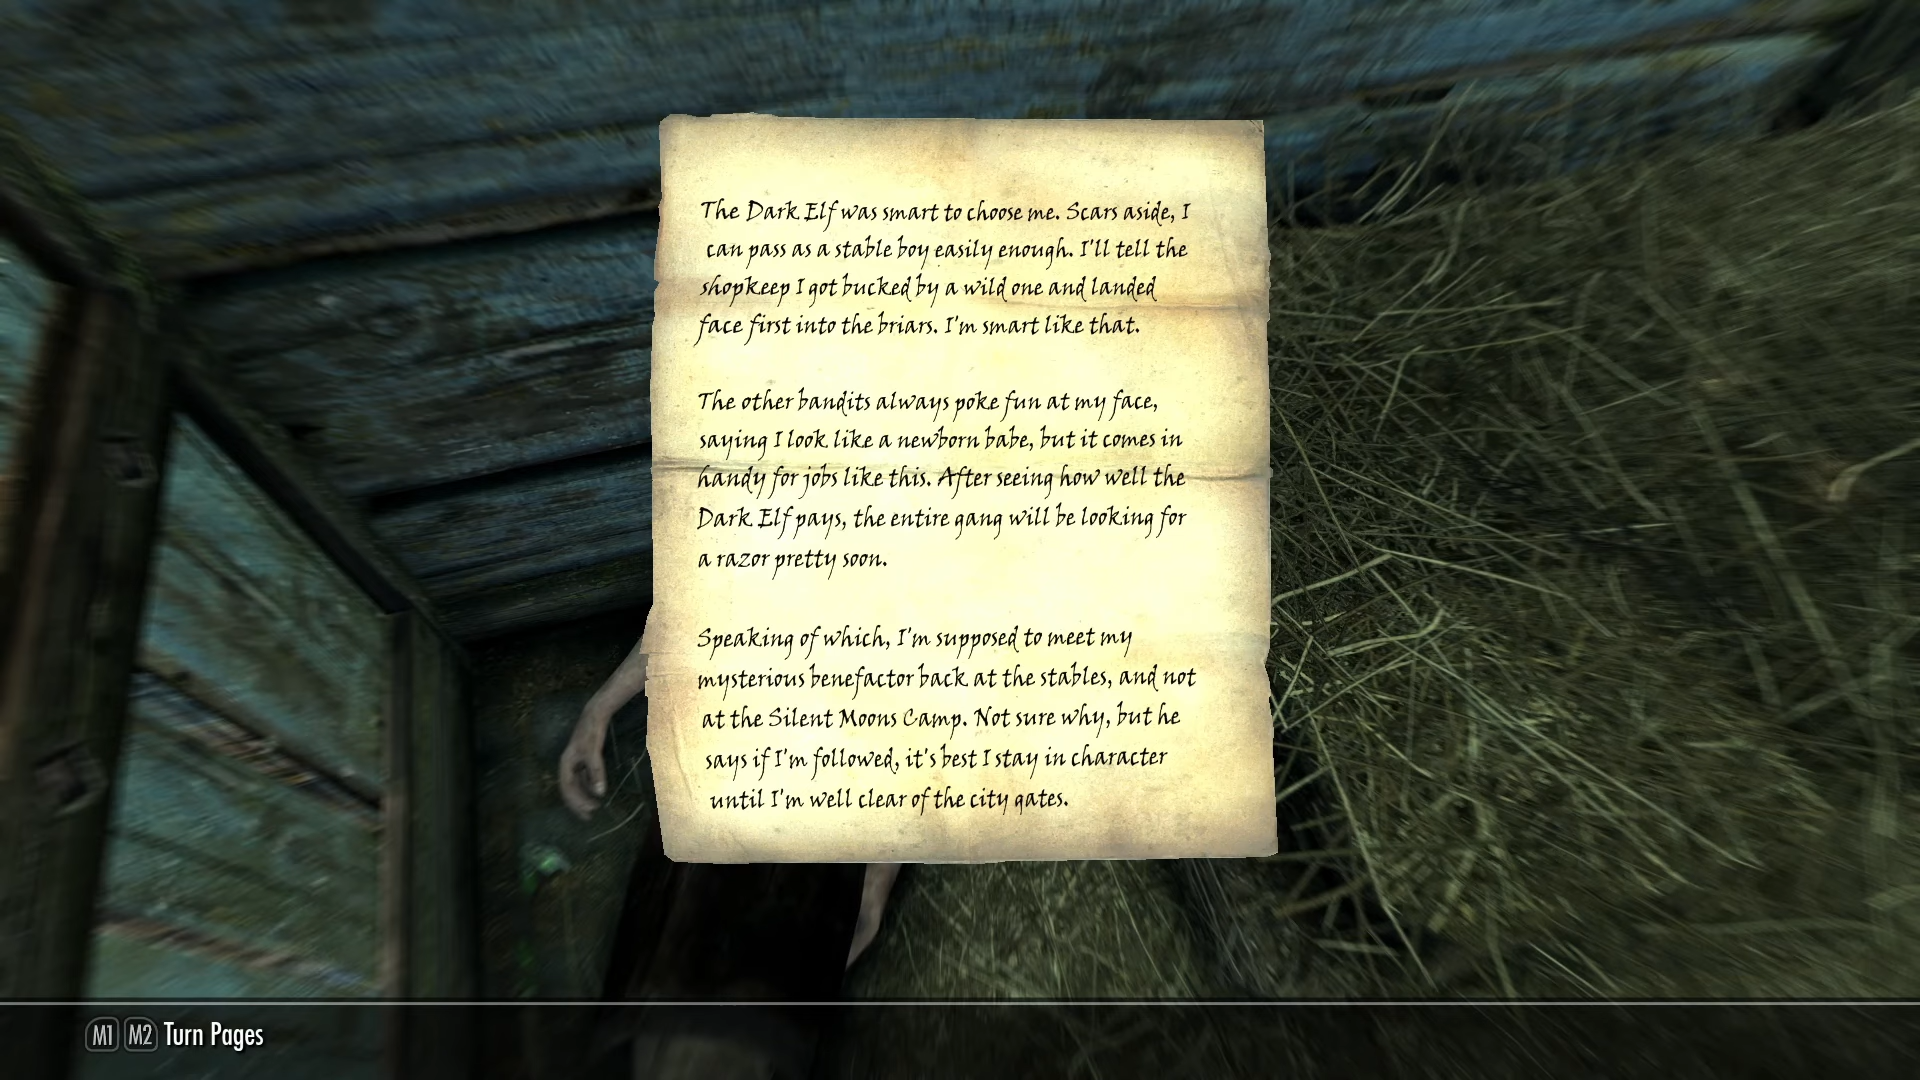 The Dark Elf was smart to choose me. Scars aside, I
can pass as a stable boy easily enough. I'll tell the
shopkeep I got bucked by a wild one and landed
face first into the briars. I'm smart like that.
The other bandits always poke fun at my face,
saying I look like a newborn babe, but it comes in
handy for jobs like this. After seeing how well the
Dark Elf pays, the entire gang will be looking for
a razor pretty soon.
Speaking of which, I'm supposed to meet my
mysterious benefactor back at the stables, and not
at the Silent Moons Camp. Not sure why, but he
says if I'm followed, it's best I stay in character
until I'm well clear of the city gates.
M1 M2 Turn Pages